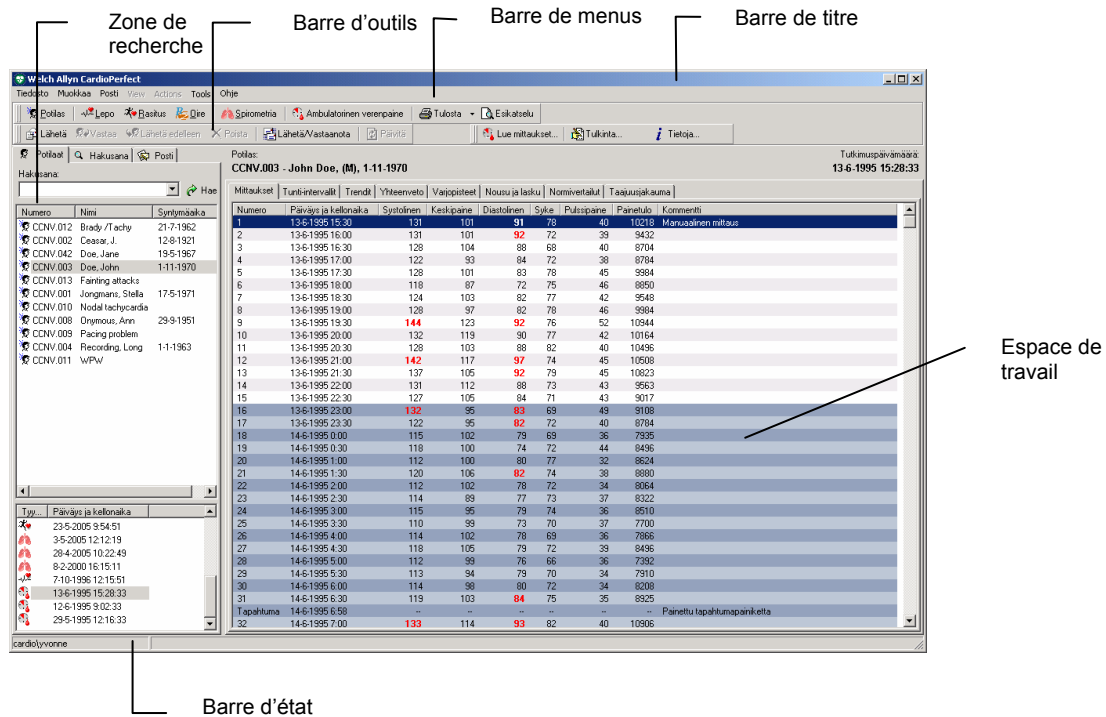 Zone de
recherche
Barre d'outils
Barre de menus
Barre de titre
Welch Allyn CardioPerfect
Tiedosto Muokkaa Posti View Actions Tools Ohje
Potilas Lepo Rasitus Oire Spirometria Ambulatorinen verenpaine Tulosta Esikatselu
Lähetä Vastaa Lähetä edelleen Poista Lähetä/Vastaanota Päivitä Lue mittaukset... Tulkinta... Tietoja...
Potilaat Hakusana Posti
Hakusana:
Hae
Potilas: Tutkimuspäivämäärä:
CCNV.003 - John Doe, (M), 1-11-1970 13-6-1995 15:28:33
Mittaukset Tunti-intervallit Trendit Yhteenveto Varjopisteet Nousu ja lasku Normivertailut Taajuusjakauma
Numero Nimi Syntymäaika
CCNV.012 Brady /Tachy 21-7-1962
CCNV.002 Ceasar, J. 12-8-1921
CCNV.042 Doe, Jane 19-5-1967
CCNV.003 Doe, John 1-11-1970
CCNV.013 Fainting attacks
CCNV.001 Jongmans, Stella 17-5-1971
CCNV.010 Nodal tachycardia
CCNV.008 Onymous, Ann 29-9-1951
CCNV.009 Pacing problem
CCNV.004 Recording, Long 1-1-1963
CCNV.011 WPW
Tyy... Päiväys ja kellonaika
23-5-2005 9:54:51
3-5-2005 12:12:19
28-4-2005 10:22:49
8-2-2000 16:15:11
7-10-1996 12:15:51
13-6-1995 15:28:33
12-6-1995 9:02:33
29-5-1995 12:16:33
Numero Päiväys ja kellonaika Systolinen Keskipaine Diastolinen Syke Pulssipaine Painetulo Kommentti
1 13-6-1995 15:30 131 101 91 78 40 10218 Manuaalinen mittaus
2 13-6-1995 16:00 131 101 92 72 39 9432
3 13-6-1995 16:30 128 104 88 68 40 8704
4 13-6-1995 17:00 122 93 84 72 38 8784
5 13-6-1995 17:30 128 101 83 78 45 9984
6 13-6-1995 18:00 118 87 72 75 46 8850
7 13-6-1995 18:30 124 103 82 77 42 9548
8 13-6-1995 19:00 128 97 82 78 46 9984
9 13-6-1995 19:30 144 123 92 76 52 10944
10 13-6-1995 20:00 132 119 90 77 42 10164
11 13-6-1995 20:30 128 103 88 82 40 10496
12 13-6-1995 21:00 142 117 97 74 45 10508
13 13-6-1995 21:30 137 105 92 79 45 10823
14 13-6-1995 22:00 131 112 88 73 43 9563
15 13-6-1995 22:30 127 105 84 71 43 9017
16 13-6-1995 23:00 132 95 83 69 49 9108
17 13-6-1995 23:30 122 95 82 72 40 8784
18 14-6-1995 0:00 115 102 79 69 36 7935
19 14-6-1995 0:30 118 100 74 72 44 8496
20 14-6-1995 1:00 112 100 80 77 32 8624
21 14-6-1995 1:30 120 106 82 74 38 8880
22 14-6-1995 2:00 112 102 78 72 34 8064
23 14-6-1995 2:30 114 89 77 73 37 8322
24 14-6-1995 3:00 115 95 79 74 36 8510
25 14-6-1995 3:30 110 99 73 70 37 7700
26 14-6-1995 4:00 114 102 78 69 36 7866
27 14-6-1995 4:30 118 105 79 72 39 8496
28 14-6-1995 5:00 112 99 76 66 36 7392
29 14-6-1995 5:30 113 94 79 70 34 7910
30 14-6-1995 6:00 114 98 80 72 34 8208
31 14-6-1995 6:30 119 103 84 75 35 8925
Tapahtuma 14-6-1995 6:58 -- -- -- -- -- -- Painettu tapahtumapainiketta
32 14-6-1995 7:00 133 114 93 82 40 10906
Espace de
travail
cardio\yvonne
Barre d'état